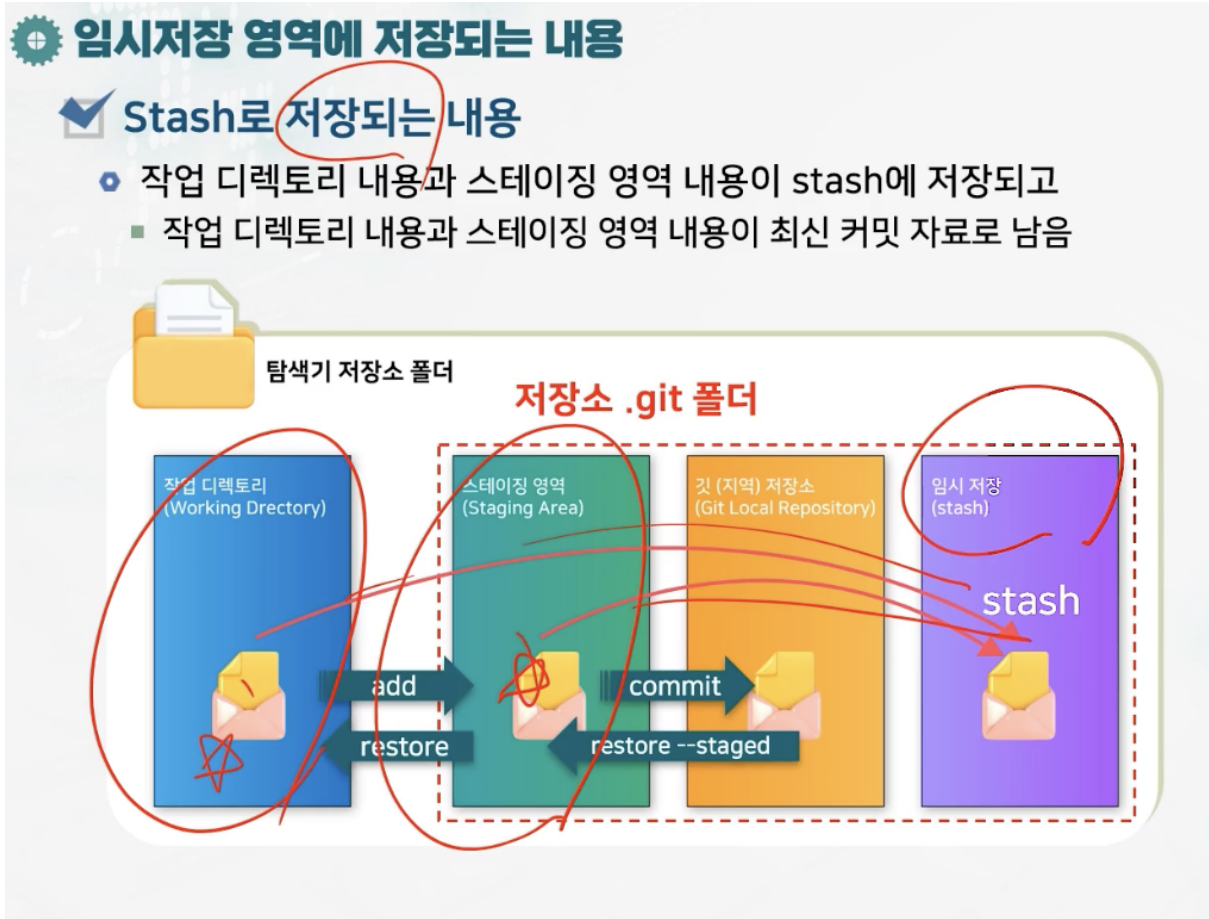 임시저장 영역에 저장되는 내용
Stash로 저장되는 내용
작업 디렉토리 내용과 스테이징 영역 내용이 stash에 저장되고
작업 디렉토리 내용과 스테이징 영역 내용이 최신 커밋 자료로 남음
탐색기 저장소 폴더
저장소 .git 폴더
작업 디렉토리
(Working Drectory)
스테이징 영역
(Staging Area)
깃 (지역) 저장소
(Git Local Repository)
임시 저장
(stash)
stash
add
commit
restore
restore --staged